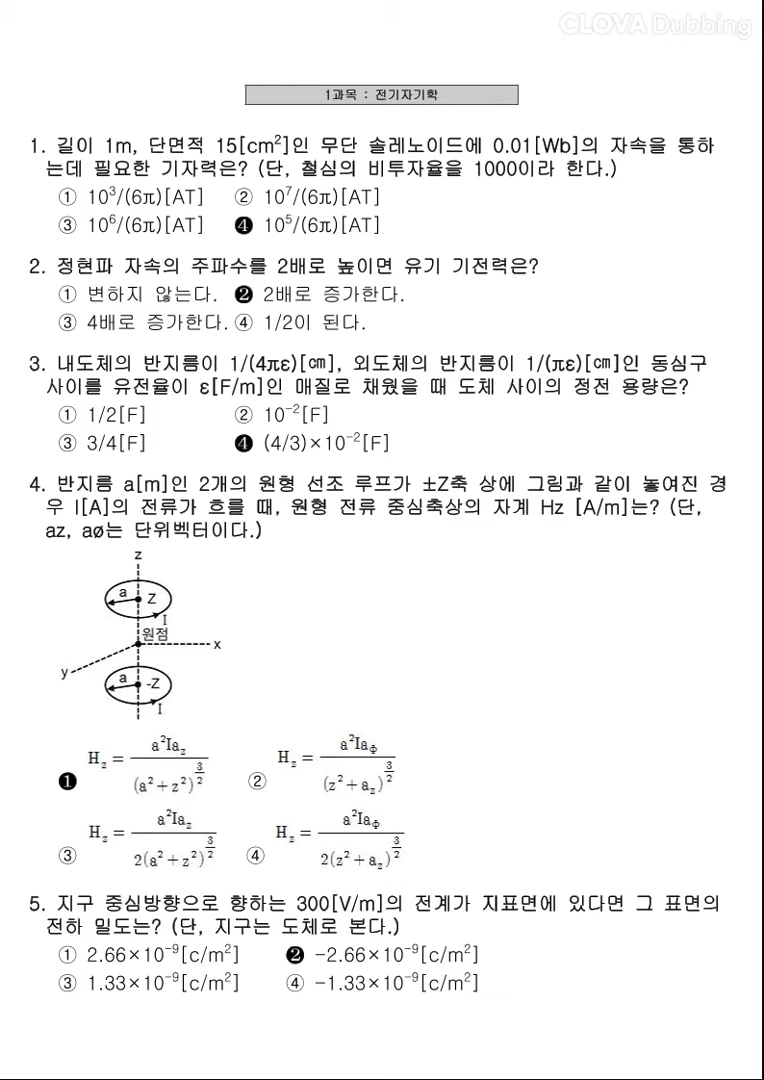 CLOVA Dubbing
1과목 : 전기자기학
1. 길이 1m, 단면적 15[cm²]인 무단 솔레노이드에 0.01[Wb]의 자속을 통하
는데 필요한 기자력은? (단, 철심의 비투자율을 1000이라 한다.)
① 10³/(6π)[AT] ② 10⁷/(6π)[AT]
③ 10⁶/(6π)[AT] ❹ 10⁵/(6π)[AT]
2. 정현파 자속의 주파수를 2배로 높이면 유기 기전력은?
① 변하지 않는다. ❷ 2배로 증가한다.
③ 4배로 증가한다. ④ 1/2이 된다.
3. 내도체의 반지름이 1/(4πε)[㎝], 외도체의 반지름이 1/(πε)[㎝]인 동심구
사이를 유전율이 ε[F/m]인 매질로 채웠을 때 도체 사이의 정전 용량은?
① 1/2[F] ② 10⁻²[F]
③ 3/4[F] ❹ (4/3)×10⁻²[F]
4. 반지름 a[m]인 2개의 원형 선조 루프가 ±Z축 상에 그림과 같이 놓여진 경
우 I[A]의 전류가 흐를 때, 원형 전류 중심축상의 자계 Hz [A/m]는? (단,
az, aø는 단위벡터이다.)
z
a Z
I
원점
x
y
a -Z
I
❶ H_z = a²Ia_z / (a²+z²)^(3/2) ② H_z = a²Ia_Φ / (z²+a_z)^(3/2)
③ H_z = a²Ia_z / 2(a²+z²)^(3/2) ④ H_z = a²Ia_Φ / 2(z²+a_z)^(3/2)
5. 지구 중심방향으로 향하는 300[V/m]의 전계가 지표면에 있다면 그 표면의
전하 밀도는? (단, 지구는 도체로 본다.)
① 2.66×10⁻⁹[c/m²] ❷ -2.66×10⁻⁹[c/m²]
③ 1.33×10⁻⁹[c/m²] ④ -1.33×10⁻⁹[c/m²]